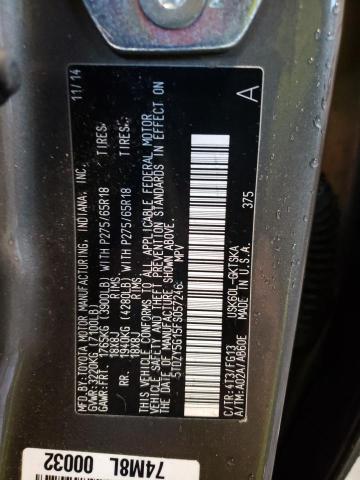 MFD.BY:TOYOTA MOTOR MANUFACTURING, INDIANA, INC. 11/14
GVWR:3220KG(7100LB)
GAWR:FRT. 1765KG(3900LB) WITH P275/65R18 TIRES,
18X8J RIMS
RR. 1940KG(4280LB) WITH P275/65R18 TIRES,
18X8J RIMS
THIS VEHICLE CONFORMS TO ALL APPLICABLE FEDERAL MOTOR
VEHICLE SAFETY, BUMPER, AND THEFT PREVENTION STANDARDS IN EFFECT ON
THE DATE OF MANUFACTURE SHOWN ABOVE.
5TDZY5G15FS057246 MPV
A
375
C/TR:4T3/FG13 USK60L-GKTSKA
A/TM:A02A/AB60E MADE IN U.S.A.
74M8L
00032